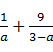 1/a + 9/(3−a)